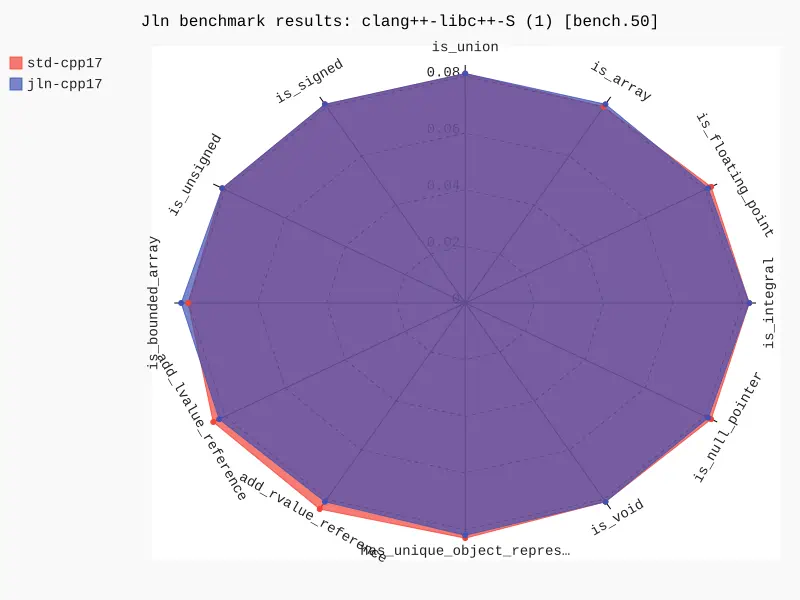 Jln benchmark results: clang++-libc++-S (1) [bench.50]
std-cpp17
jln-cpp17
is_union
is_array
is_floating_point
is_integral
is_null_pointer
is_void
has_unique_object_repres…
add_rvalue_reference
add_lvalue_reference
is_bounded_array
is_unsigned
is_signed
0.08
0.06
0.04
0.02
0